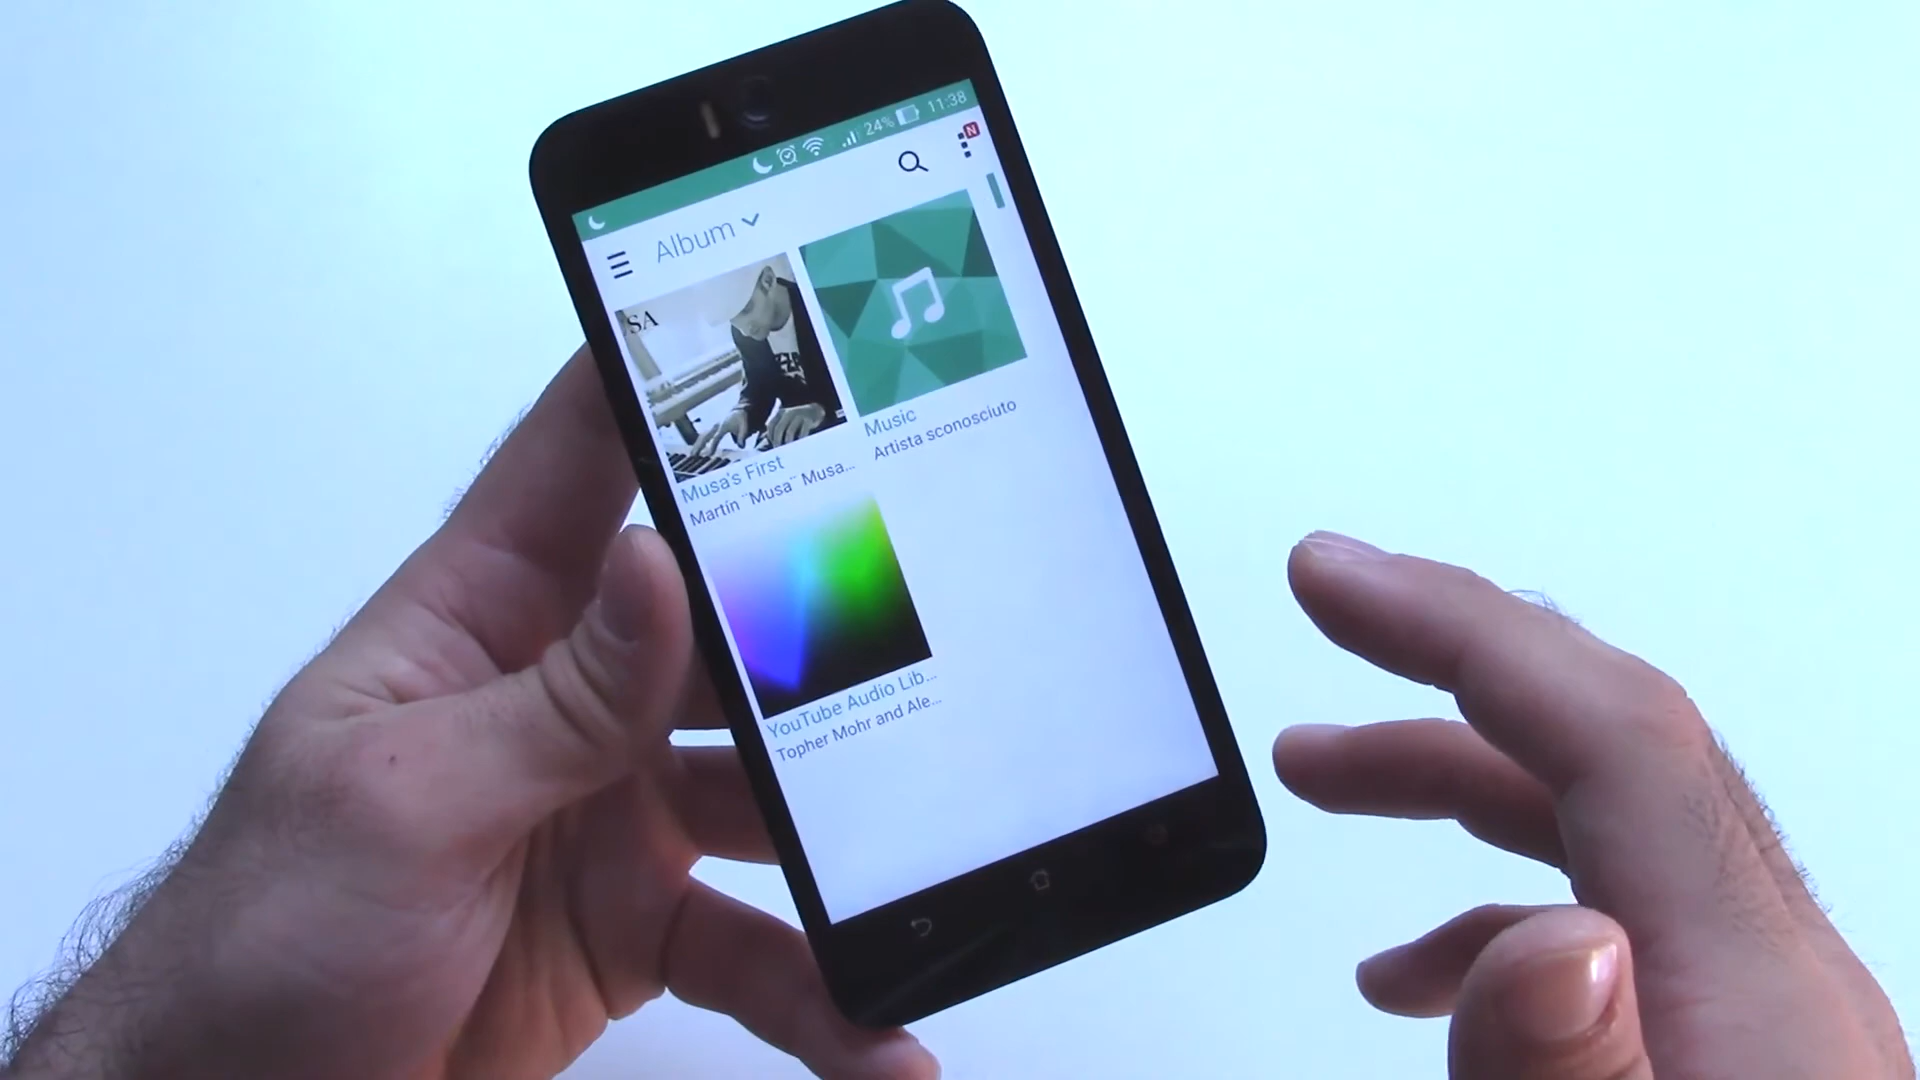 24% 11:38
N
Album
SA
Musa's First
Martín "Musa" Musa...
Music
Artista sconosciuto
YouTube Audio Lib...
Topher Mohr and Ale...